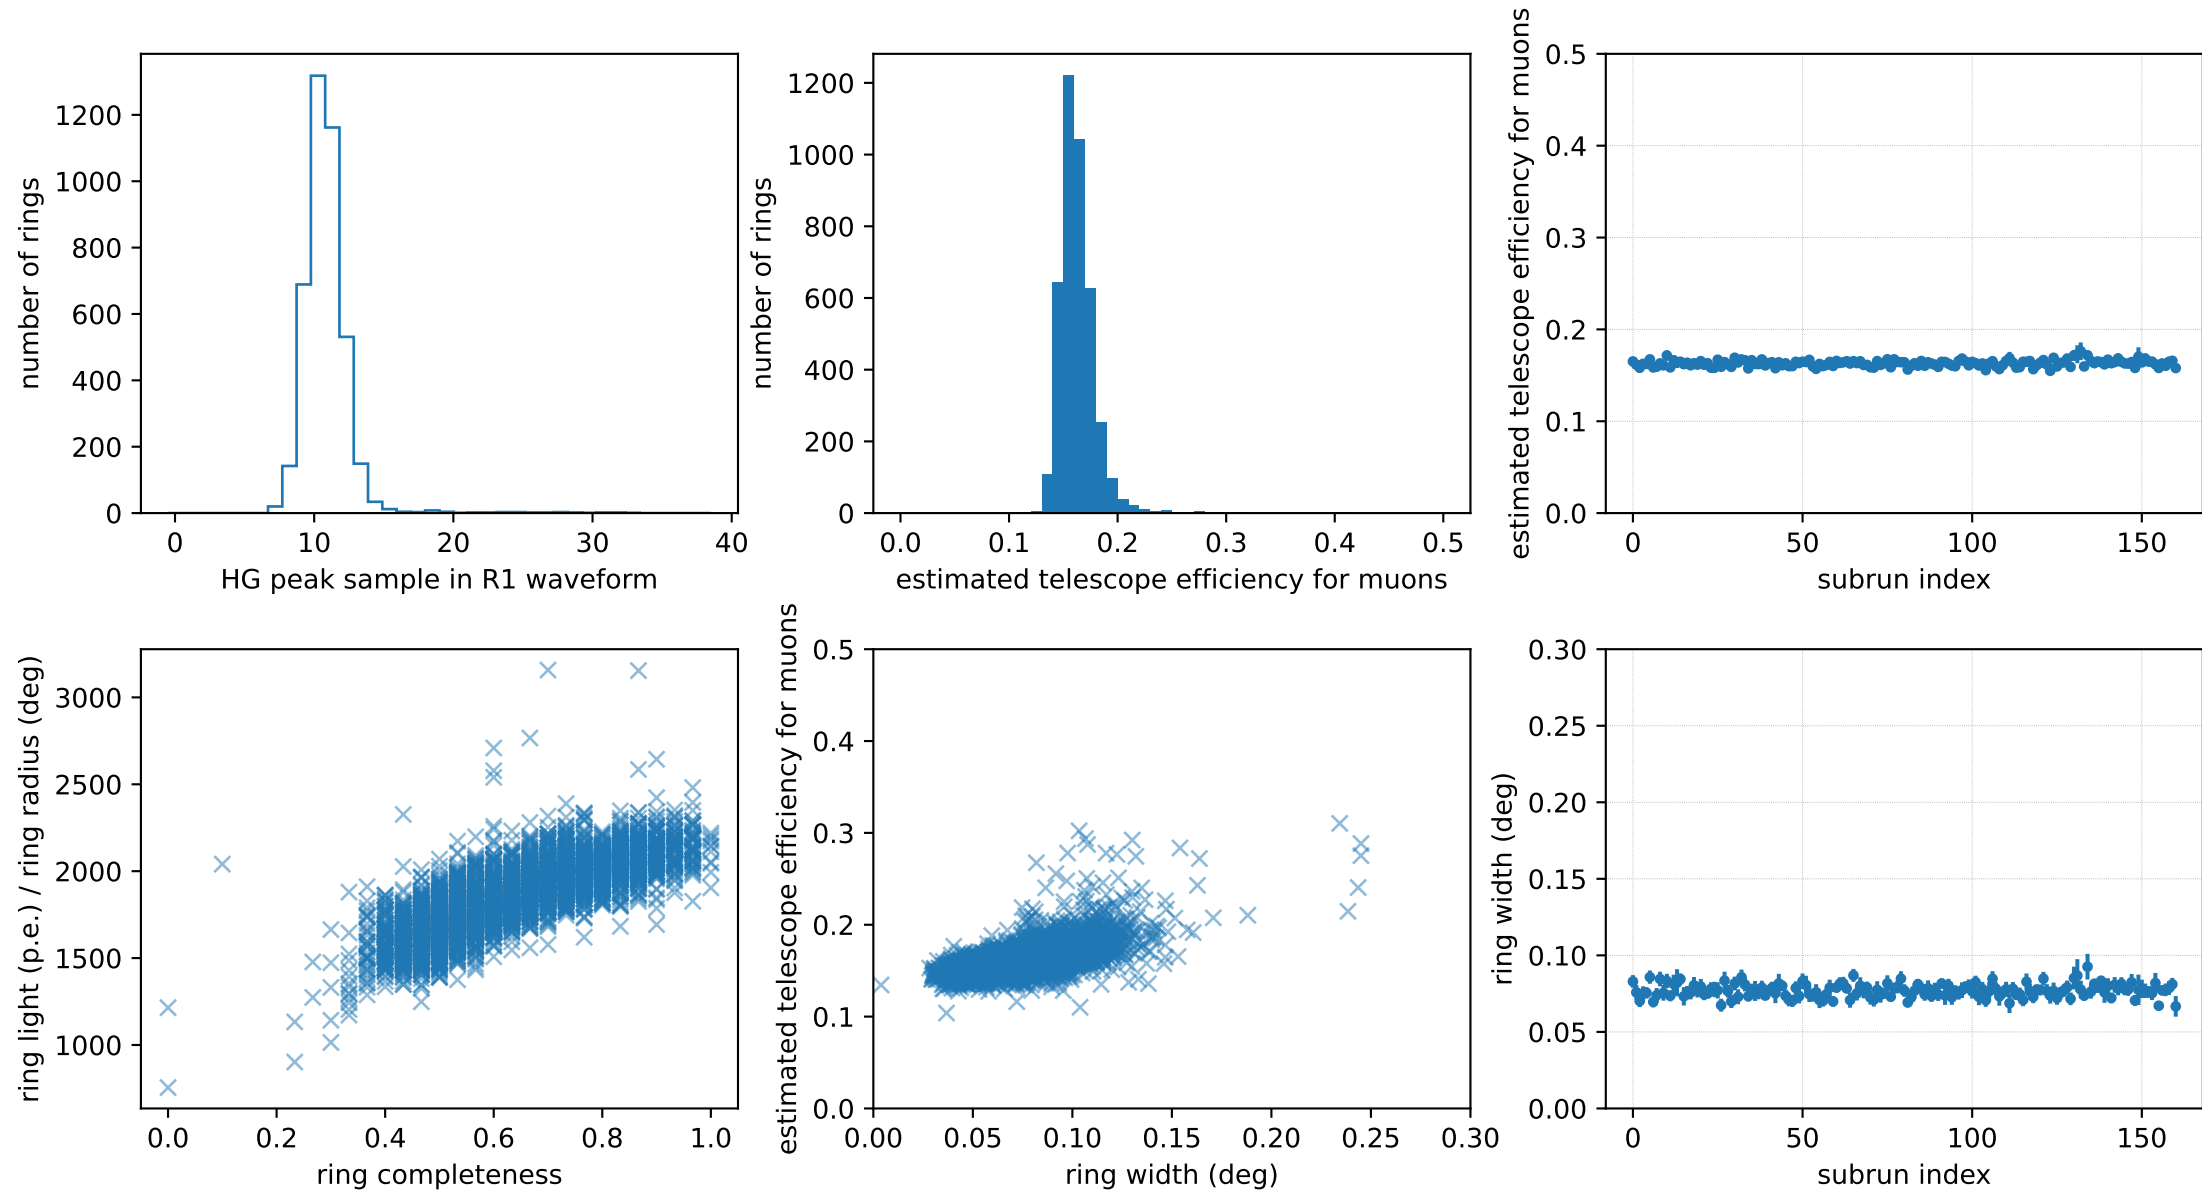 number of rings
1200
1000
800
600
400
200
0
0 10 20 30 40
HG peak sample in R1 waveform
number of rings
1200
1000
800
600
400
200
0
0.0 0.1 0.2 0.3 0.4 0.5
estimated telescope efficiency for muons
estimated telescope efficiency for muons
0.5
0.4
0.3
0.2
0.1
0.0
0 50 100 150
subrun index
ring light (p.e.) / ring radius (deg)
3000
2500
2000
1500
1000
0.0 0.2 0.4 0.6 0.8 1.0
ring completeness
estimated telescope efficiency for muons
0.5
0.4
0.3
0.2
0.1
0.0
0.00 0.05 0.10 0.15 0.20 0.25 0.30
ring width (deg)
ring width (deg)
0.30
0.25
0.20
0.15
0.10
0.05
0.00
0 50 100 150
subrun index